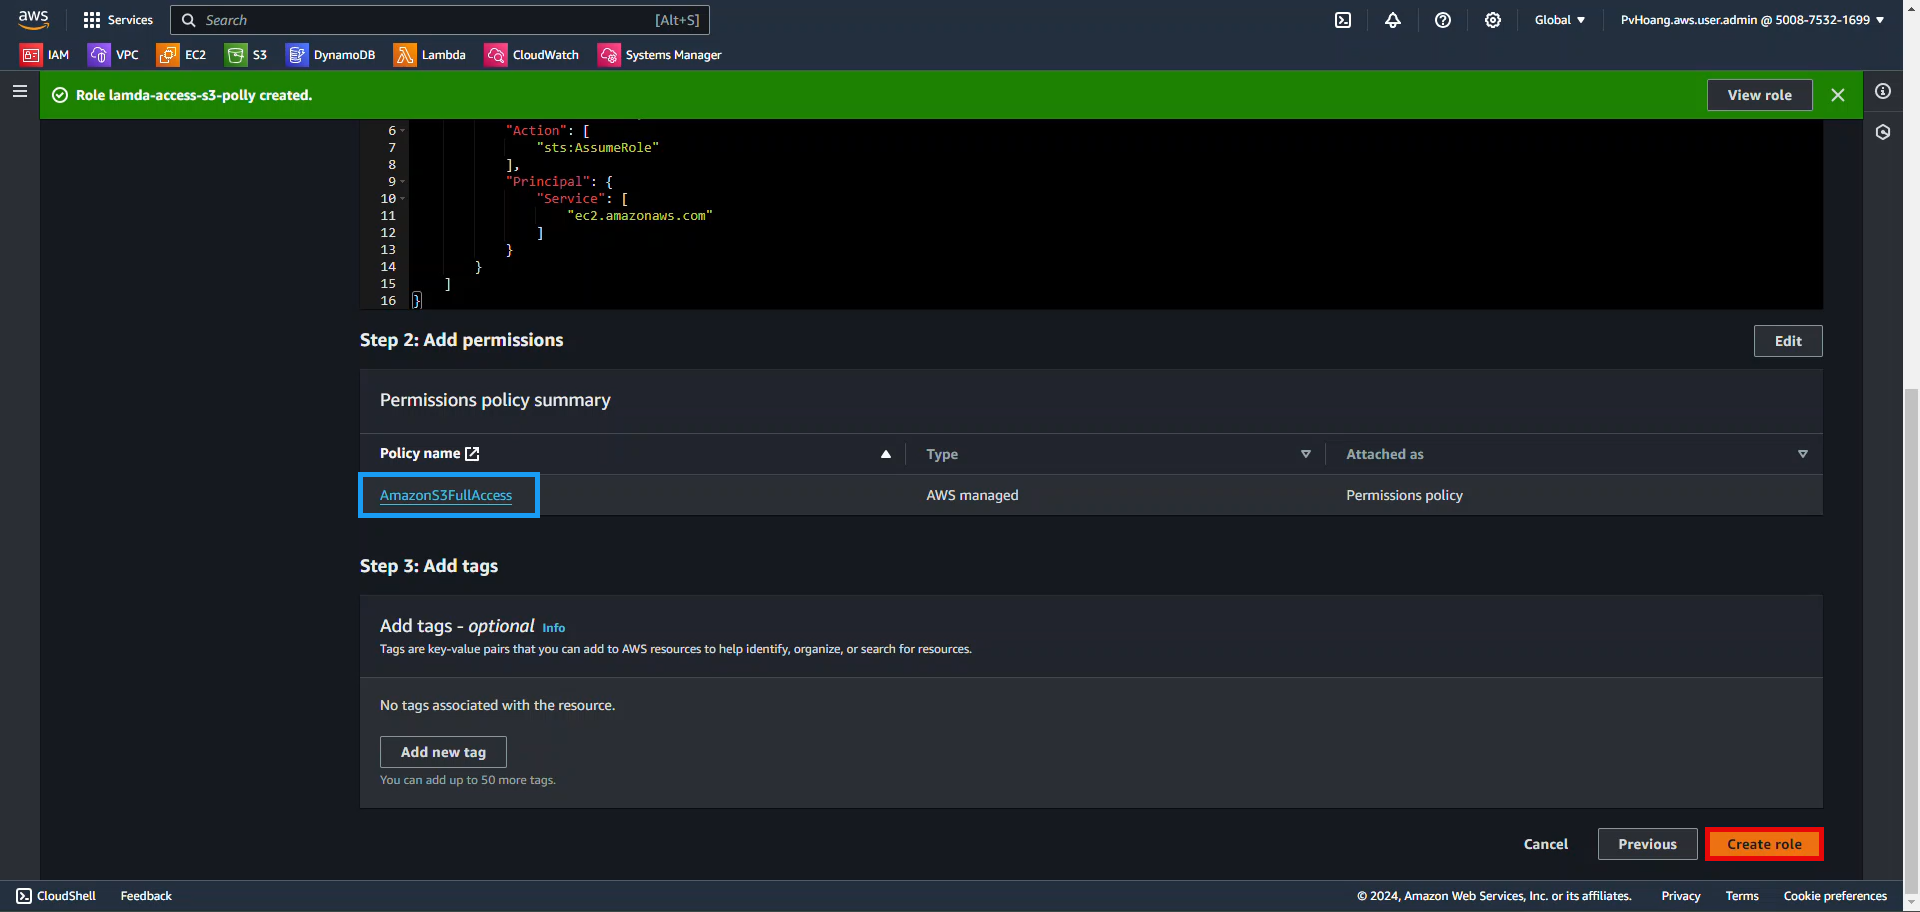 aws Services Search [Alt+S] Global PvHoang.aws.user.admin @ 5008-7532-1699
IAM VPC EC2 S3 DynamoDB Lambda CloudWatch Systems Manager
Role lamda-access-s3-polly created. View role
6 "Action": [
7 "sts:AssumeRole"
8 ],
9 "Principal": {
10 "Service": [
11 "ec2.amazonaws.com"
12 ]
13 }
14 }
15 ]
16 }
Step 2: Add permissions Edit
Permissions policy summary
Policy name Type Attached as
AmazonS3FullAccess AWS managed Permissions policy
Step 3: Add tags
Add tags - optional Info
Tags are key-value pairs that you can add to AWS resources to help identify, organize, or search for resources.
No tags associated with the resource.
Add new tag
You can add up to 50 more tags.
Cancel Previous Create role
CloudShell Feedback © 2024, Amazon Web Services, Inc. or its affiliates. Privacy Terms Cookie preferences